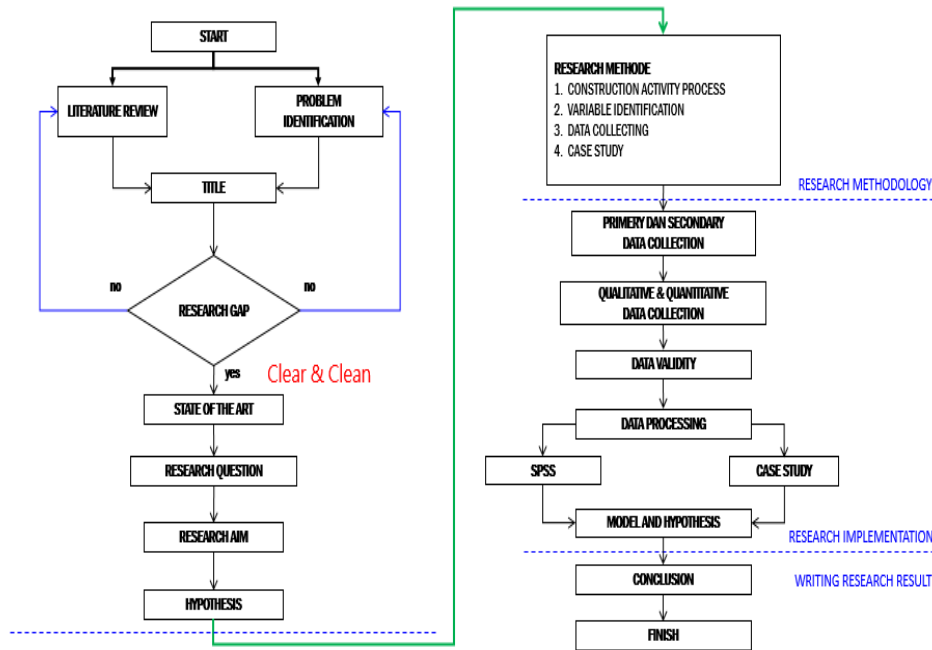 START
LITERATURE REVIEW
PROBLEM
IDENTIFICATION
TITLE
no
no
RESEARCH GAP
yes
Clear & Clean
STATE OF THE ART
RESEARCH QUESTION
RESEARCH AIM
HYPOTHESIS
RESEARCH METHODE
1. CONSTRUCTION ACTIVITY PROCESS
2. VARIABLE IDENTIFICATION
3. DATA COLLECTING
4. CASE STUDY
RESEARCH METHODOLOGY
PRIMERY DAN SECONDARY
DATA COLLECTION
QUALITATIVE & QUANTITATIVE
DATA COLLECTION
DATA VALIDITY
DATA PROCESSING
SPSS
CASE STUDY
MODEL AND HYPOTHESIS
RESEARCH IMPLEMENTATION
CONCLUSION
WRITING RESEARCH RESULT
FINISH